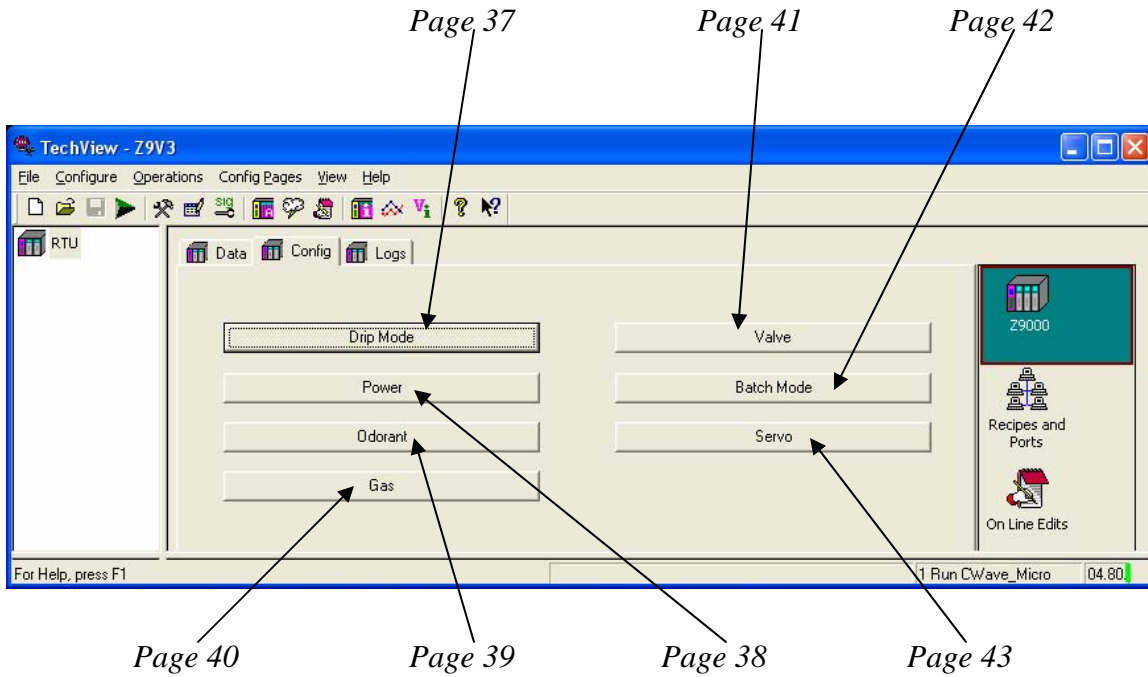 Page 37 Page 41 Page 42
TechView - Z9V3
File Configure Operations Config Pages View Help
SIG
RTU
Data Config Logs
Drip Mode Valve
Power Batch Mode
Odorant Servo
Gas
Z9000
Recipes and
Ports
On Line Edits
For Help, press F1 1 Run CWave_Micro 04.80.
Page 40 Page 39 Page 38 Page 43